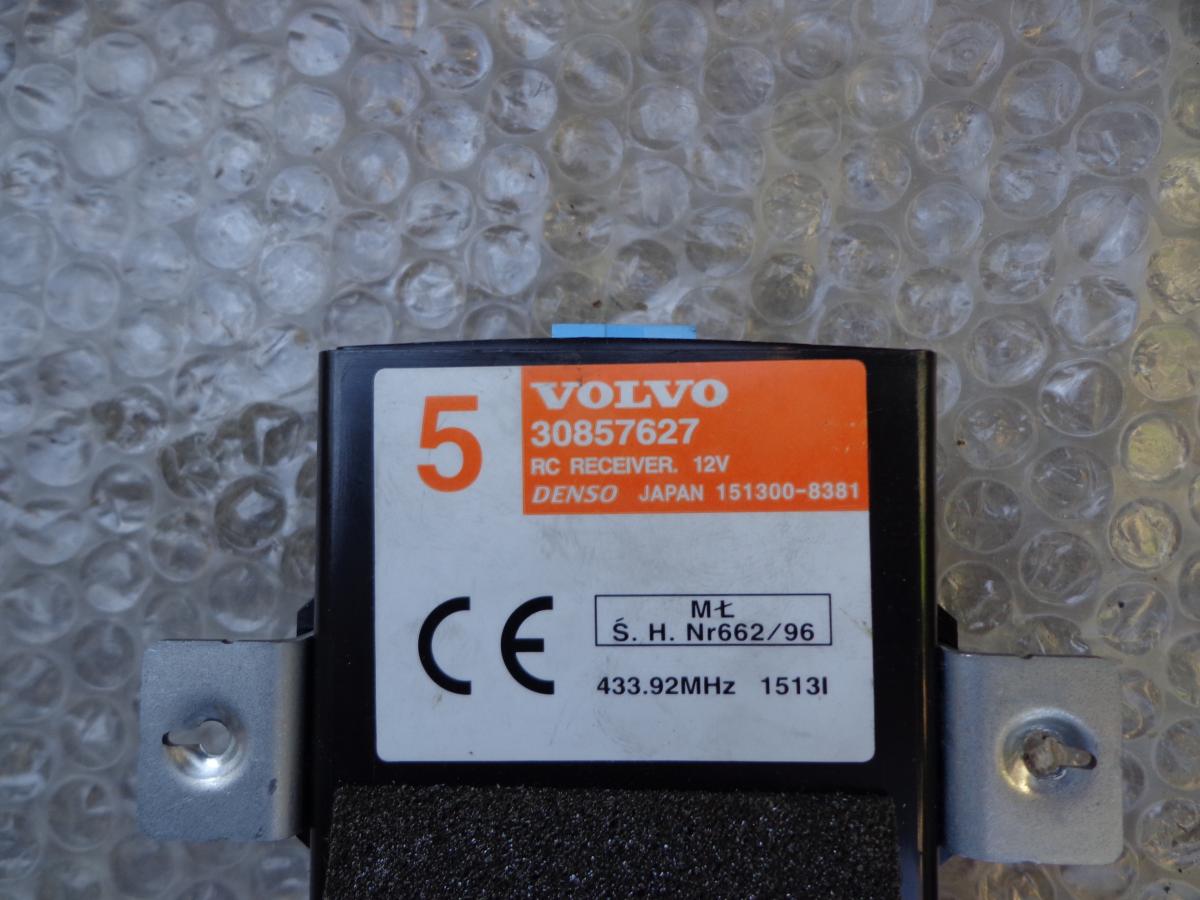 5
VOLVO
30857627
RC RECEIVER. 12V
DENSO JAPAN 151300-8381
CE
MŁ
Ś. H. Nr662/96
433.92MHz 1513I